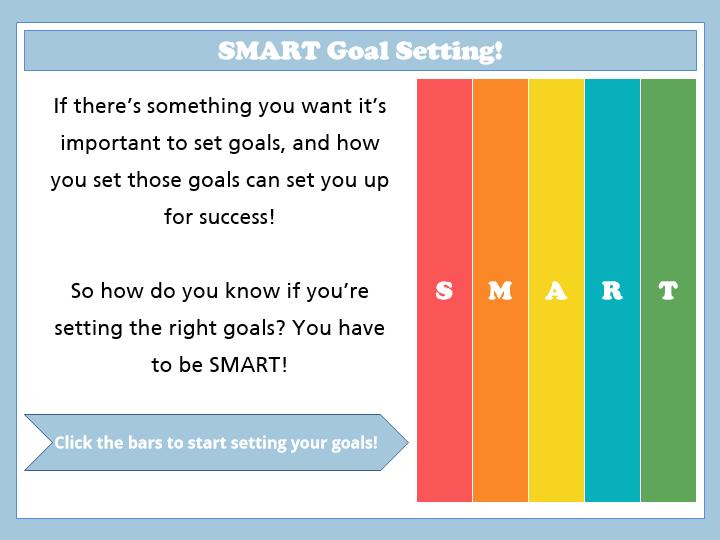 SMART Goal Setting!
If there’s something you want it’s
important to set goals, and how
you set those goals can set you up
for success!
So how do you know if you’re
setting the right goals? You have
to be SMART!
Click the bars to start setting your goals!
S M A R T